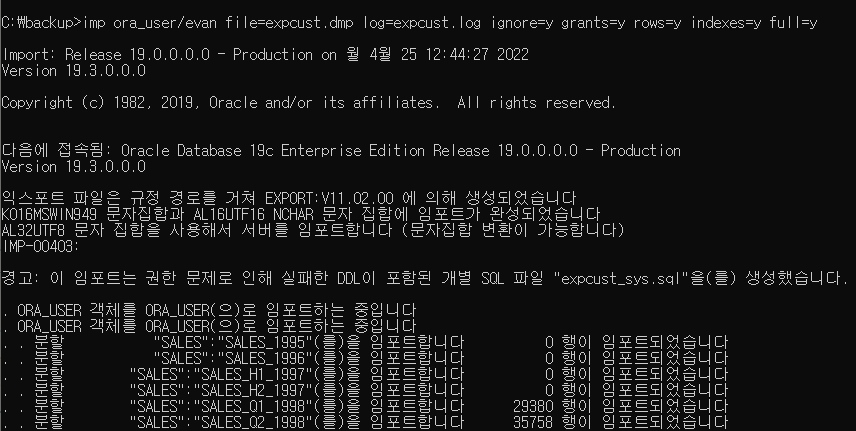 C:\backup>imp ora_user/evan file=expcust.dmp log=expcust.log ignore=y grants=y rows=y indexes=y full=y
Import: Release 19.0.0.0.0 - Production on 월 4월 25 12:44:27 2022
Version 19.3.0.0.0
Copyright (c) 1982, 2019, Oracle and/or its affiliates.  All rights reserved.
다음에 접속됨: Oracle Database 19c Enterprise Edition Release 19.0.0.0.0 - Production
Version 19.3.0.0.0
익스포트 파일은 규정 경로를 거쳐 EXPORT:V11.02.00 에 의해 생성되었습니다
KO16MSWIN949 문자집합과 AL16UTF16 NCHAR 문자 집합에 임포트가 완성되었습니다
AL32UTF8 문자 집합을 사용해서 서버를 임포트합니다 (문자집합 변환이 가능합니다)
IMP-00403:
경고: 이 임포트는 권한 문제로 인해 실패한 DDL이 포함된 개별 SQL 파일 "expcust_sys.sql"을(를) 생성했습니다.
. ORA_USER 객체를 ORA_USER(으)로 임포트하는 중입니다
. ORA_USER 객체를 ORA_USER(으)로 임포트하는 중입니다
. . 분할 "SALES":"SALES_1995"(를)을 임포트합니다 0 행이 임포트되었습니다
. . 분할 "SALES":"SALES_1996"(를)을 임포트합니다 0 행이 임포트되었습니다
. . 분할 "SALES":"SALES_H1_1997"(를)을 임포트합니다 0 행이 임포트되었습니다
. . 분할 "SALES":"SALES_H2_1997"(를)을 임포트합니다 0 행이 임포트되었습니다
. . 분할 "SALES":"SALES_Q1_1998"(를)을 임포트합니다 29380 행이 임포트되었습니다
. . 분할 "SALES":"SALES_Q2_1998"(를)을 임포트합니다 35758 행이 임포트되었습니다